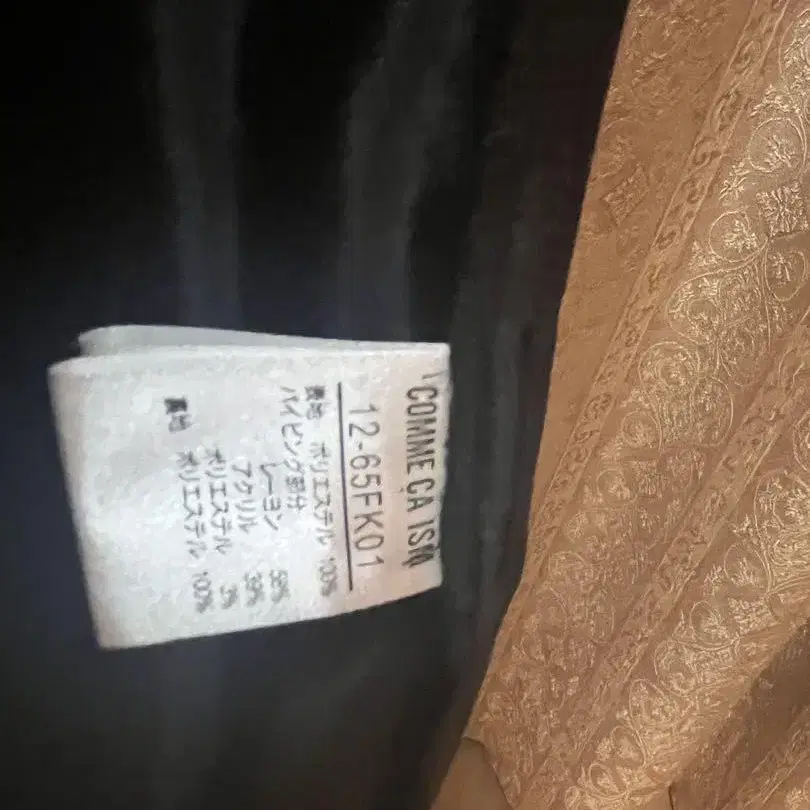 COMME CA ISM
12-65FK01
表地 ポリエステル 100%
パイピング部分
レーヨン 58%
アクリル 39%
ポリエステル 3%
裏地 ポリエステル 100%